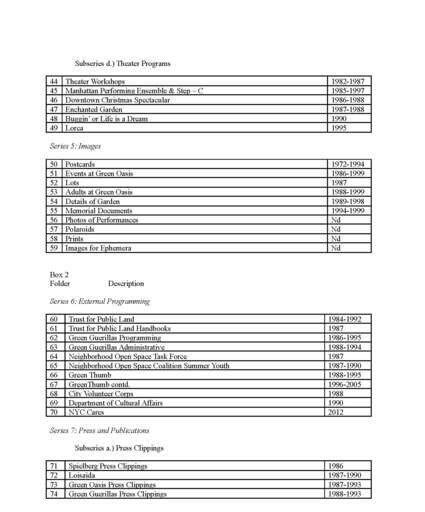 Subseries d.) Theater Programs
44 Theater Workshops 1982-1987
45 Manhattan Performing Ensemble & Step – C 1985-1997
46 Downtown Christmas Spectacular 1986-1988
47 Enchanted Garden 1987-1988
48 Buggin' or Life is a Dream 1990
49 Lorca 1995
Series 5: Images
50 Postcards 1972-1994
51 Events at Green Oasis 1986-1999
52 Lots 1987
53 Adults at Green Oasis 1988-1999
54 Details of Garden 1989-1998
55 Memorial Documents 1994-1999
56 Photos of Performances Nd
57 Polaroids Nd
58 Prints Nd
59 Images for Ephemera Nd
Box 2
Folder Description
Series 6: External Programming
60 Trust for Public Land 1984-1992
61 Trust for Public Land Handbooks 1987
62 Green Guerillas Programming 1986-1995
63 Green Guerillas Administrative 1988-1994
64 Neighborhood Open Space Task Force 1987
65 Neighborhood Open Space Coalition Summer Youth 1987-1990
66 Green Thumb 1988-1995
67 GreenThumb contd. 1996-2005
68 City Volunteer Corps 1988
69 Department of Cultural Affairs 1990
70 NYC Cares 2012
Series 7: Press and Publications
Subseries a.) Press Clippings
71 Spielberg Press Clippings 1986
72 Loisaida 1987-1990
73 Green Oasis Press Clippings 1987-1993
74 Green Guerillas Press Clippings 1988-1993